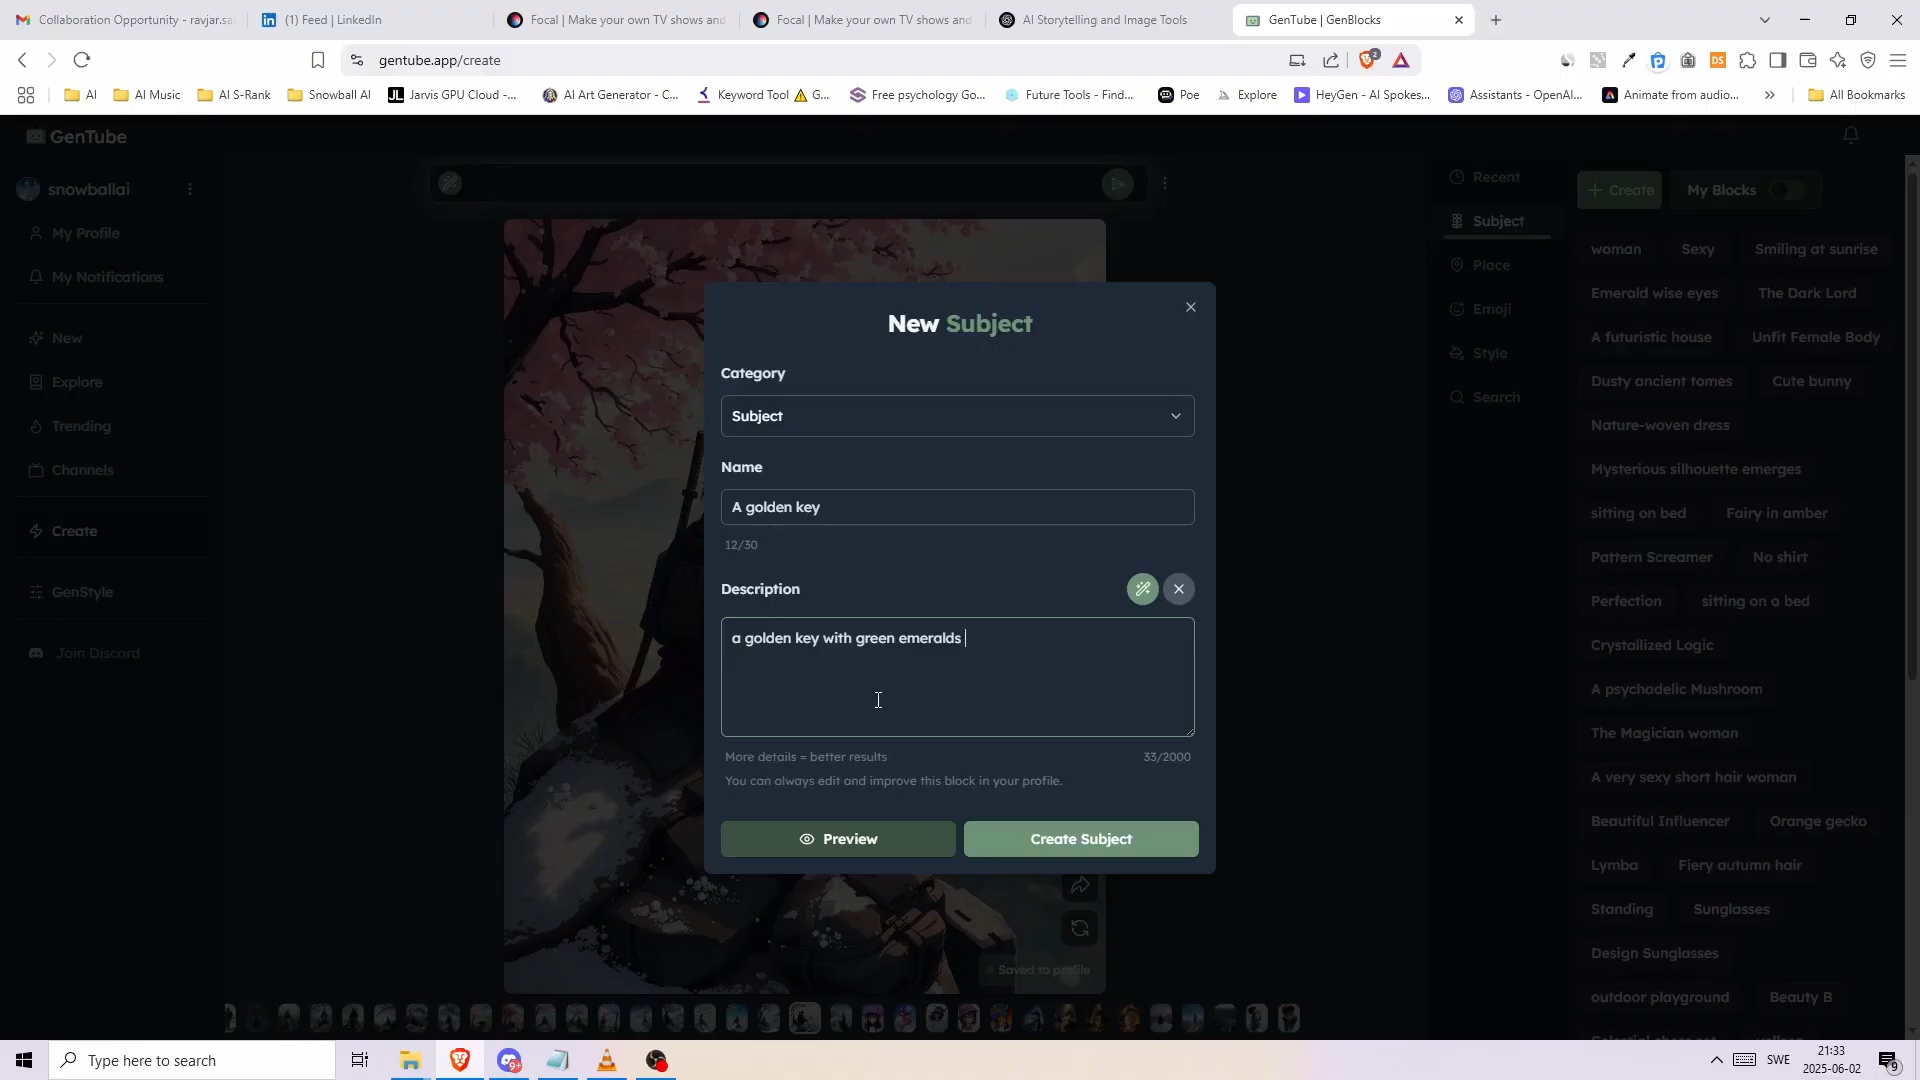 Collaboration Opportunity - ravjar.sa
(1) Feed | LinkedIn
Focal | Make your own TV shows and
Focal | Make your own TV shows and
AI Storytelling and Image Tools
GenTube | GenBlocks
gentube.app/create
2
DS
AI
AI Music
AI S-Rank
Snowball AI
Jarvis GPU Cloud -...
AI Art Generator - C...
Keyword Tool ⚠ G...
Free psychology Go...
Future Tools - Find...
Poe
Explore
HeyGen - AI Spokes...
Assistants - OpenAI...
Animate from audio...
»
All Bookmarks
GenTube
snowballai
My Profile
My Notifications
New
Explore
Trending
Channels
Create
GenStyle
Join Discord
New Subject
Category
Subject
Name
A golden key
12/30
Description
a golden key with green emeralds
More details = better results
33/2000
You can always edit and improve this block in your profile.
Preview
Create Subject
Saved to profile
Recent
Subject
Place
Emoji
Style
Search
+ Create
My Blocks
woman
Sexy
Smiling at sunrise
Emerald wise eyes
The Dark Lord
A futuristic house
Unfit Female Body
Dusty ancient tomes
Cute bunny
Nature-woven dress
Mysterious silhouette emerges
sitting on bed
Fairy in amber
Pattern Screamer
No shirt
Perfection
sitting on a bed
Crystallized Logic
A psychadelic Mushroom
The Magician woman
A very sexy short hair woman
Beautiful Influencer
Orange gecko
Lymba
Fiery autumn hair
Standing
Sunglasses
Design Sunglasses
outdoor playground
Beauty B
Type here to search
9+
SWE
21:33
2025-06-02
9